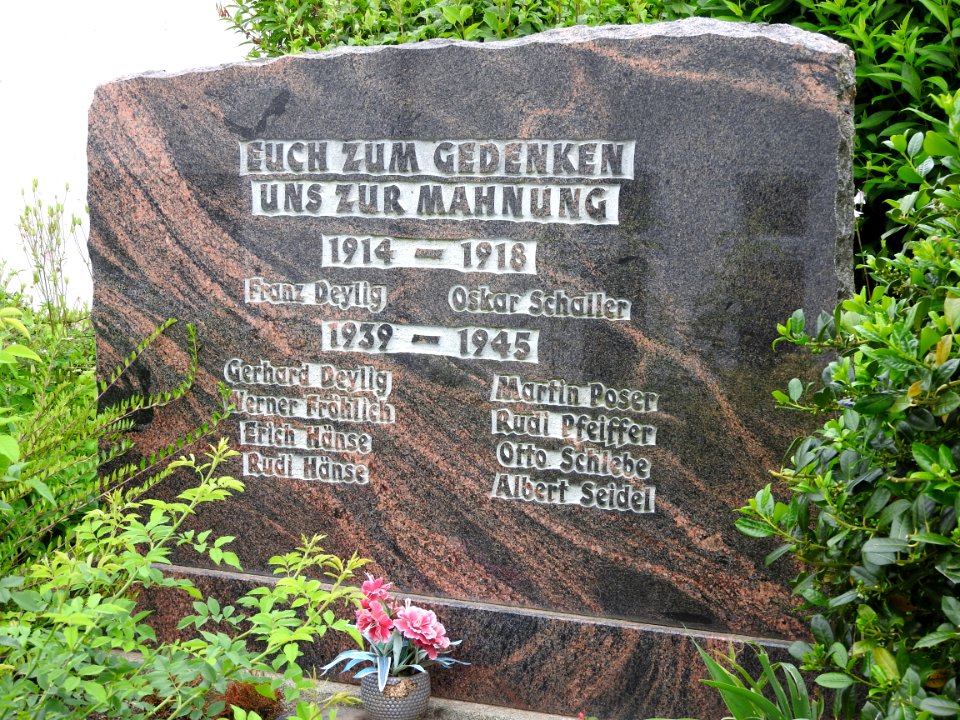 EUCH ZUM GEDENKEN
UNS ZUR MAHNUNG
1914 – 1918
Franz Deylig Oskar Schaller
1939 – 1945
Gerhard Deylig Martin Poser
Werner Fröhlich Rudi Pfeiffer
Erich Hänse Otto Schlebe
Rudi Hänse Albert Seidel